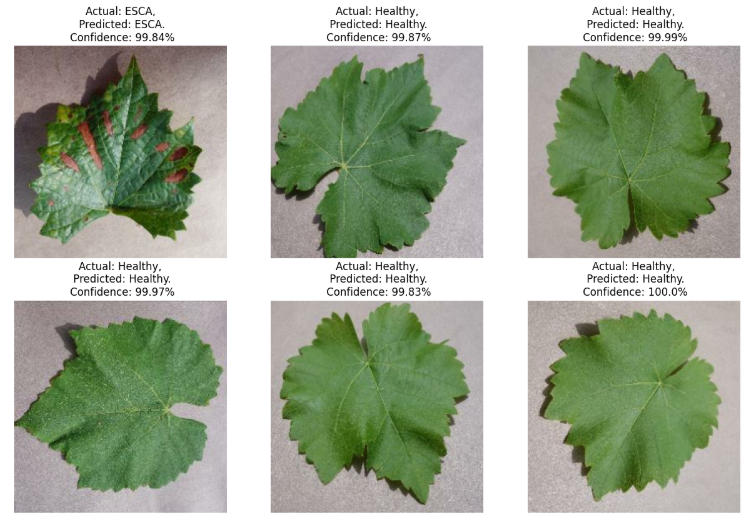 Actual: ESCA,
Predicted: ESCA.
Confidence: 99.84%
Actual: Healthy,
Predicted: Healthy.
Confidence: 99.87%
Actual: Healthy,
Predicted: Healthy.
Confidence: 99.99%
Actual: Healthy,
Predicted: Healthy.
Confidence: 99.97%
Actual: Healthy,
Predicted: Healthy.
Confidence: 99.83%
Actual: Healthy,
Predicted: Healthy.
Confidence: 100.0%